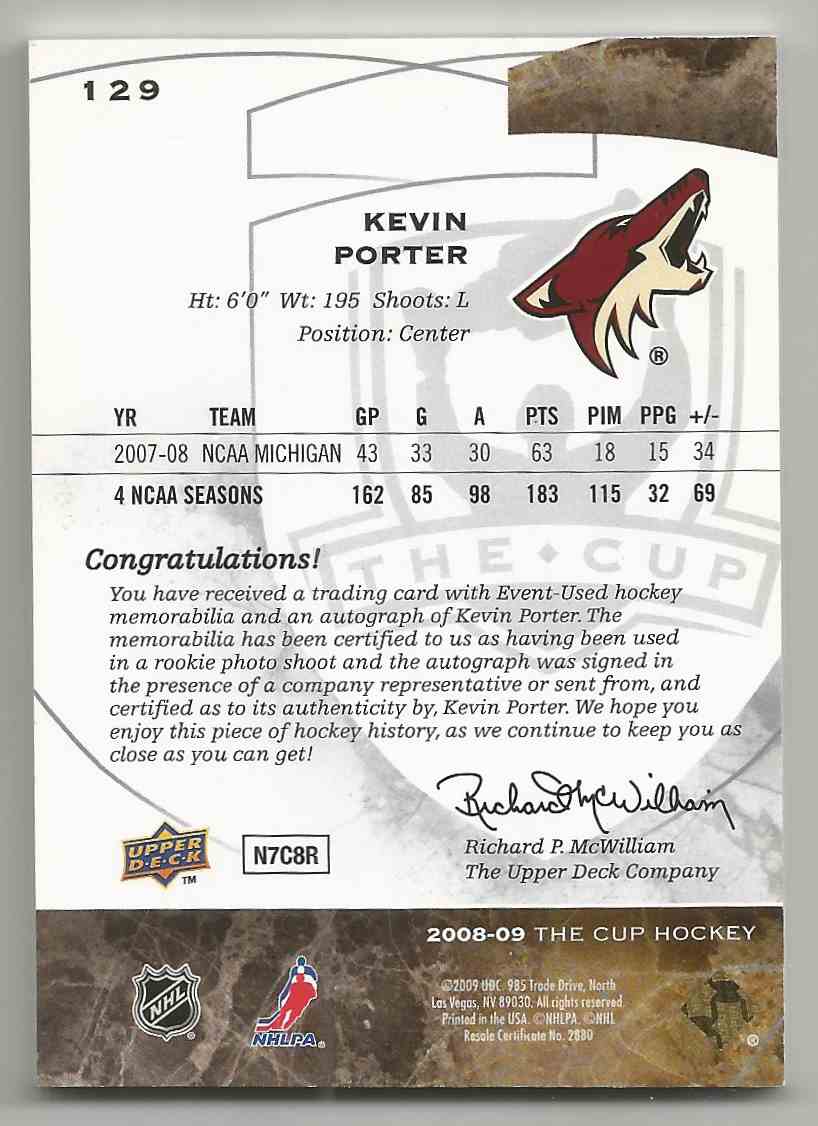 129
KEVIN
PORTER
Ht: 6'0" Wt: 195 Shoots: L
Position: Center
®
YR TEAM GP G A PTS PIM PPG +/-
2007-08 NCAA MICHIGAN 43 33 30 63 18 15 34
4 NCAA SEASONS 162 85 98 183 115 32 69
THE CUP
Congratulations!
You have received a trading card with Event-Used hockey
memorabilia and an autograph of Kevin Porter. The
memorabilia has been certified to us as having been used
in a rookie photo shoot and the autograph was signed in
the presence of a company representative or sent from, and
certified as to its authenticity by, Kevin Porter. We hope you
enjoy this piece of hockey history, as we continue to keep you as
close as you can get!
Richard McWilliam
Richard P. McWilliam
The Upper Deck Company
UPPER
D·E·C·K
TM
N7C8R
2008-09 THE CUP HOCKEY
NHL ®
NHLPA ®
©2009 UDC 985 Trade Drive, North
Las Vegas, NV 89030. All rights reserved.
Printed in the USA. ©NHLPA. ©NHL
Resale Certificate No. 2880
®